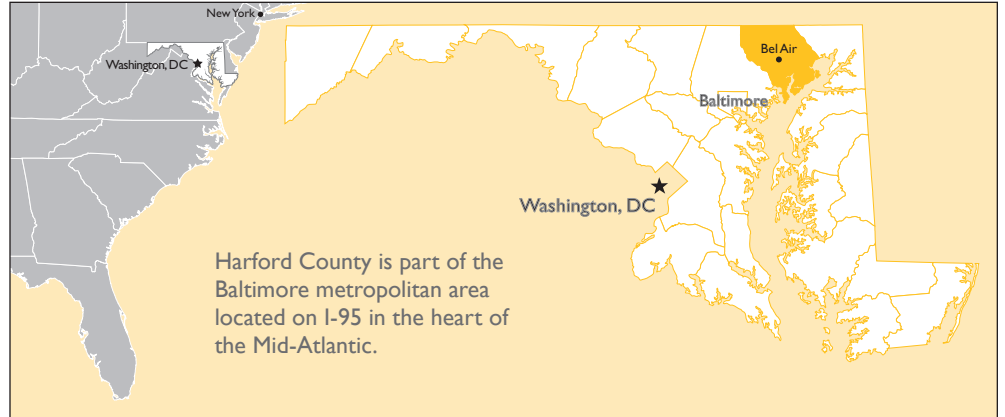 New York
Washington, DC
Bel Air
Baltimore
Washington, DC
Harford County is part of the
Baltimore metropolitan area
located on I-95 in the heart of
the Mid-Atlantic.